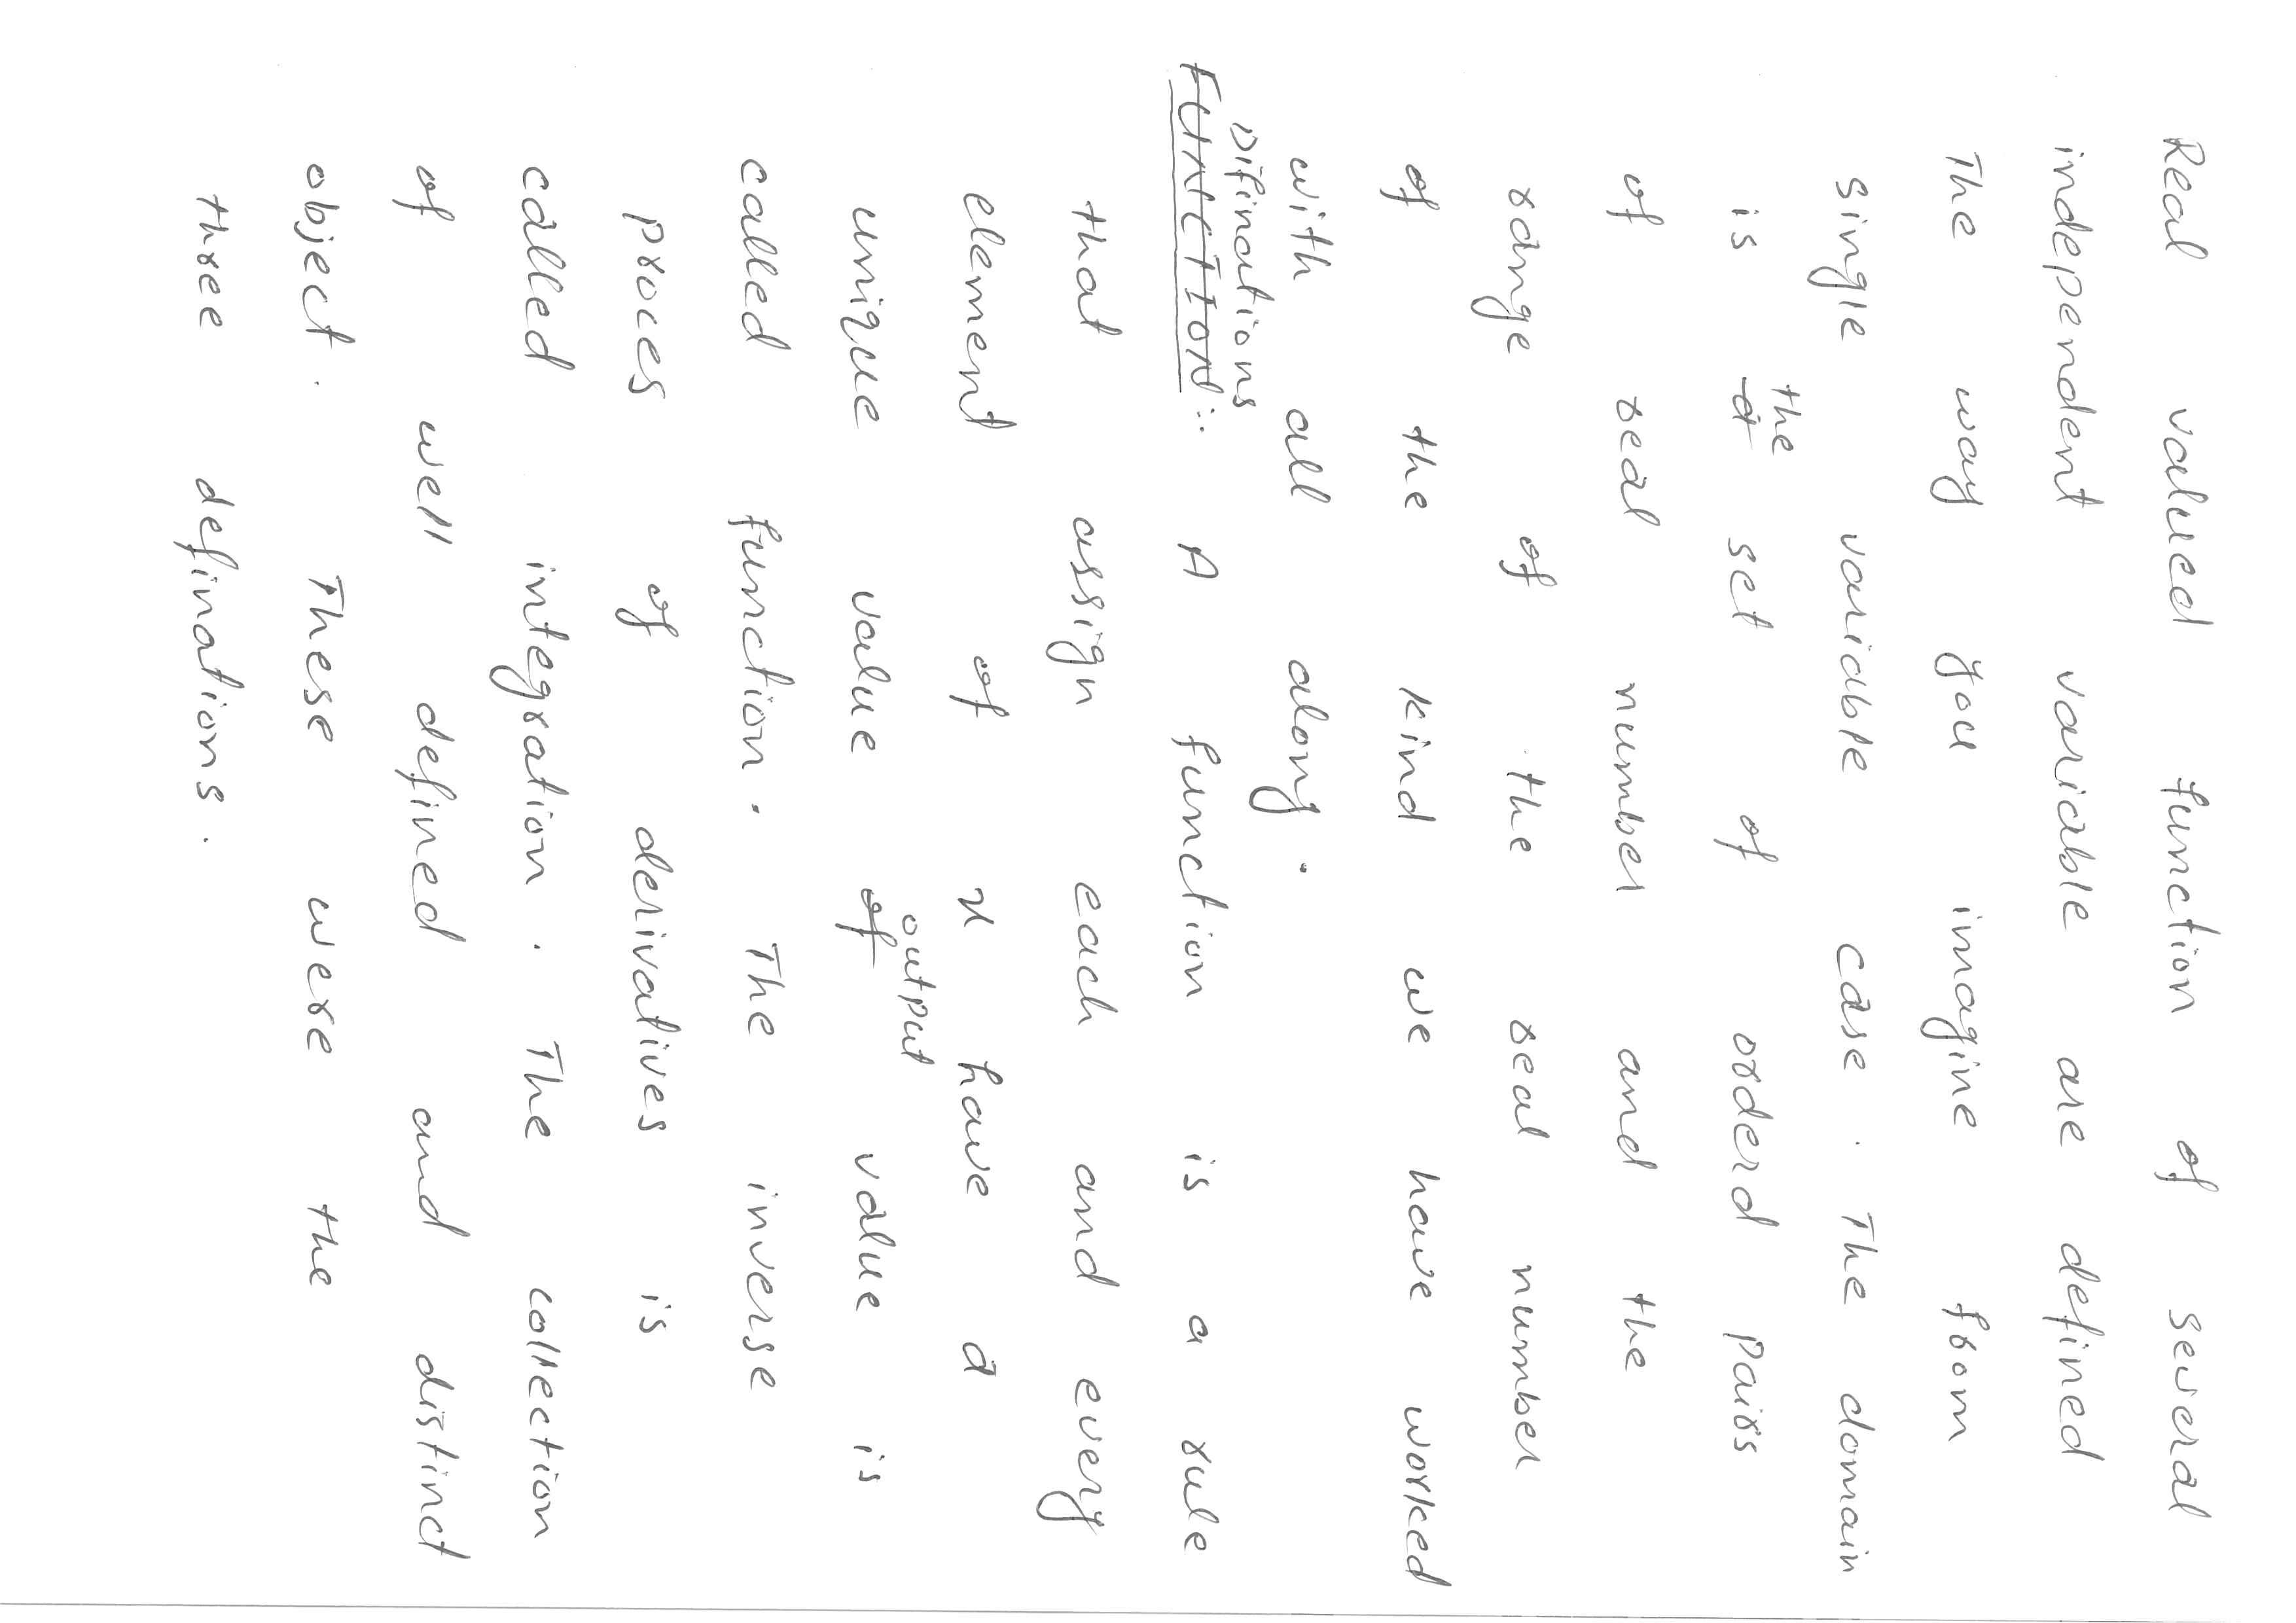 Real valued function of several
independent variable are defined
The way you imagine from
single variable case. The domain
is the set of orderd pairs
of real number and the
range of the real number
of the kind we have worked
with all along.
Difinations
FUNCTION:. A function is a rule
that assign each and every
element of x have a
unique value output value is
called function. The inverse
proces of derivatives is
called integration. The collection
of well defined and distinct
object. These were the
three definations.